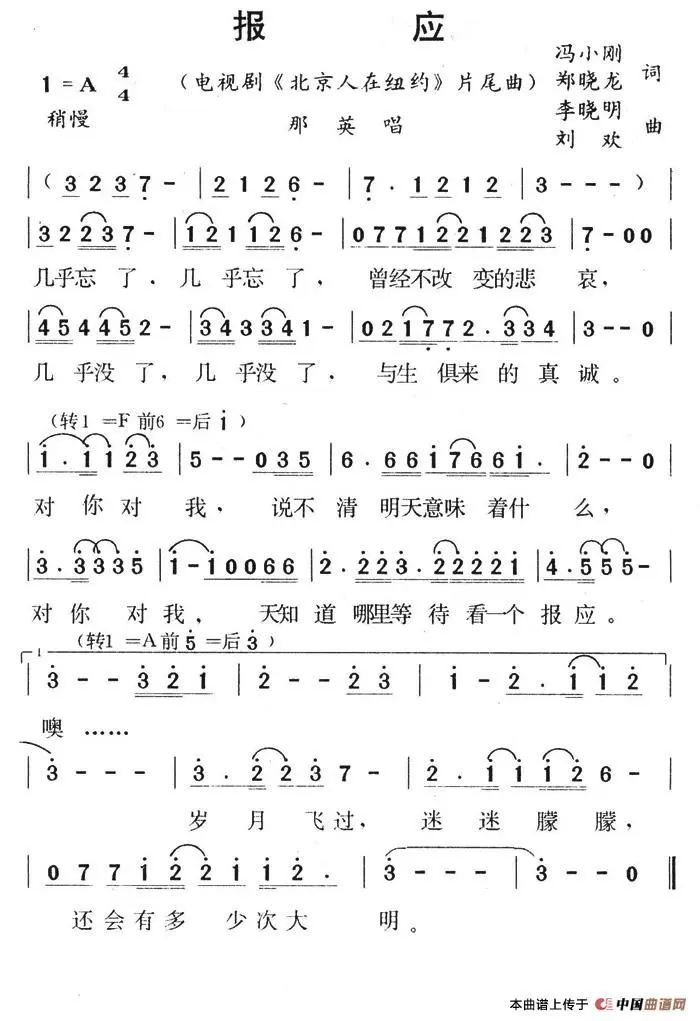 报应
1=A 4/4
(电视剧《北京人在纽约》片尾曲)
冯小刚
郑晓龙 词
李晓明
刘欢 曲
稍慢
那英唱
( 3 2 3 7 - | 2 1 2 6 - | 7 . 1 2 1 2 | 3 - - - )
3 2 2 3 7 - | 1 2 1 1 2 6 - | 0 7 7 1 2 2 1 2 2 3 | 7 - 0 0
几乎忘了,几乎忘了,曾经不改变的悲哀,
4 5 4 4 5 2 - | 3 4 3 3 4 1 - | 0 2 1 7 7 2 . 3 3 4 | 3 - - 0
几乎没了,几乎没了,与生俱来的真诚。
(转1=F前6=后1)
1 . 1 1 2 3 | 5 - - 0 3 5 | 6 . 6 6 1 7 6 6 1 . | 2 - - 0
对你对我,说不清明天意味着什么,
3 . 3 3 3 5 | 1 - 1 0 0 6 6 | 2 . 2 2 3 . 2 2 2 2 1 | 4 . 5 5 5 -
对你对我,天知道哪里等待看一个报应。
(转1=A前5=后3)
1
3 - - 3 2 1 | 2 - - 2 3 | 1 - 2 . 1 1 2
噢……
3 - - - | 3 . 2 2 3 7 - | 2 . 1 1 1 2 6 -
岁月飞过,迷迷朦朦,
0 7 7 1 2 2 2 1 1 2 . | 3 - - - | 3 - - 0
还会有多少次大明。
本曲谱上传于 中国曲谱网